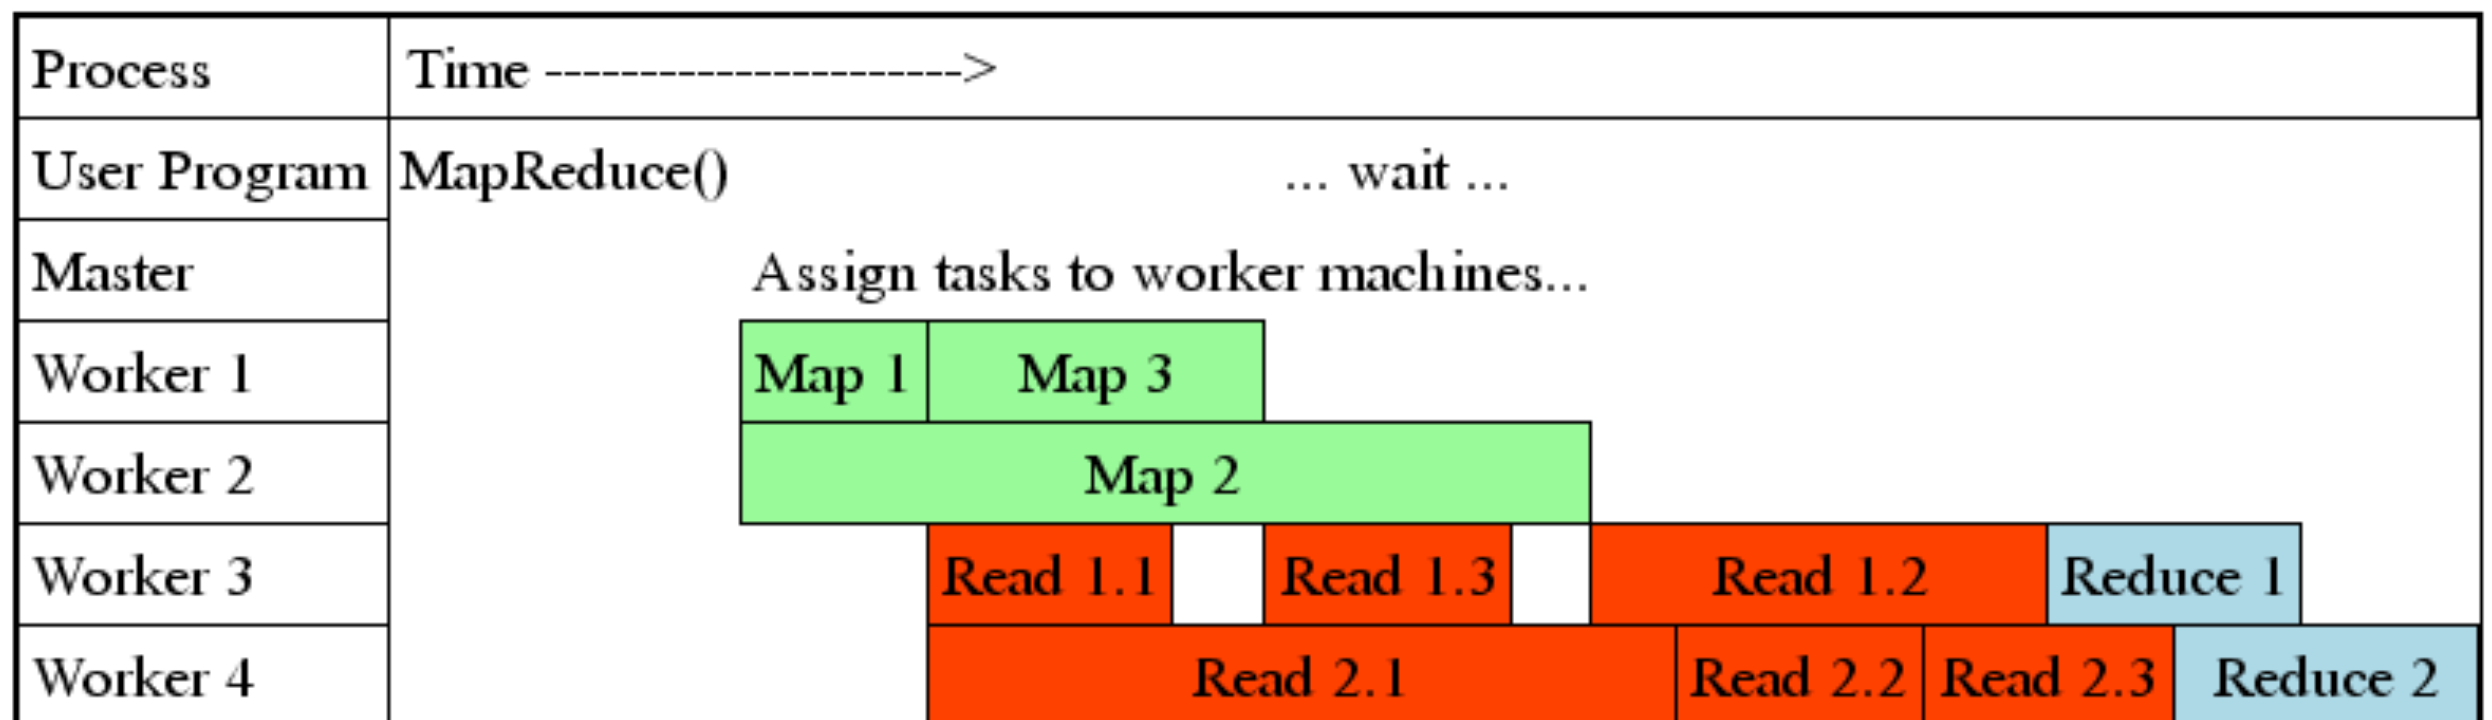 Process Time ---------------------->
User Program MapReduce() ... wait ...
Master Assign tasks to worker machines...
Worker 1 Map 1 Map 3
Worker 2 Map 2
Worker 3 Read 1.1 Read 1.3 Read 1.2 Reduce 1
Worker 4 Read 2.1 Read 2.2 Read 2.3 Reduce 2